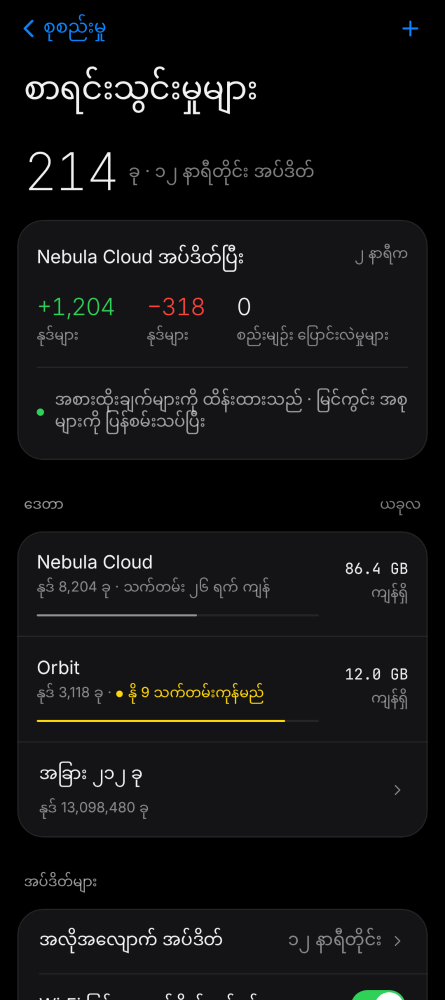 စုစည်းမှု
+
စာရင်းသွင်းမှုများ
214 ခု · ၁၂ နာရီတိုင်း အပ်ဒိတ်
Nebula Cloud အပ်ဒိတ်ပြီး
၂ နာရီက
+1,204
−318
0
နုဒ်များ
နုဒ်များ
စည်းမျဉ်း ပြောင်းလဲမှုများ
အစားထိုးချက်များကို ထိန်းထားသည် · မြင်ကွင်း အစု
များကို ပြန်စမ်းသပ်ပြီး
ဒေတာ
ယခုလ
Nebula Cloud
86.4 GB
နုဒ် 8,204 ခု · သက်တမ်း ၂၆ ရက် ကျန်
ကျန်ရှိ
Orbit
12.0 GB
နုဒ် 3,118 ခု · နို 9 သက်တမ်းကုန်မည်
ကျန်ရှိ
အခြား ၂၁၂ ခု
နုဒ် 13,098,480 ခု
အပ်ဒိတ်များ
အလိုအလျောက် အပ်ဒိတ်
၁၂ နာရီတိုင်း